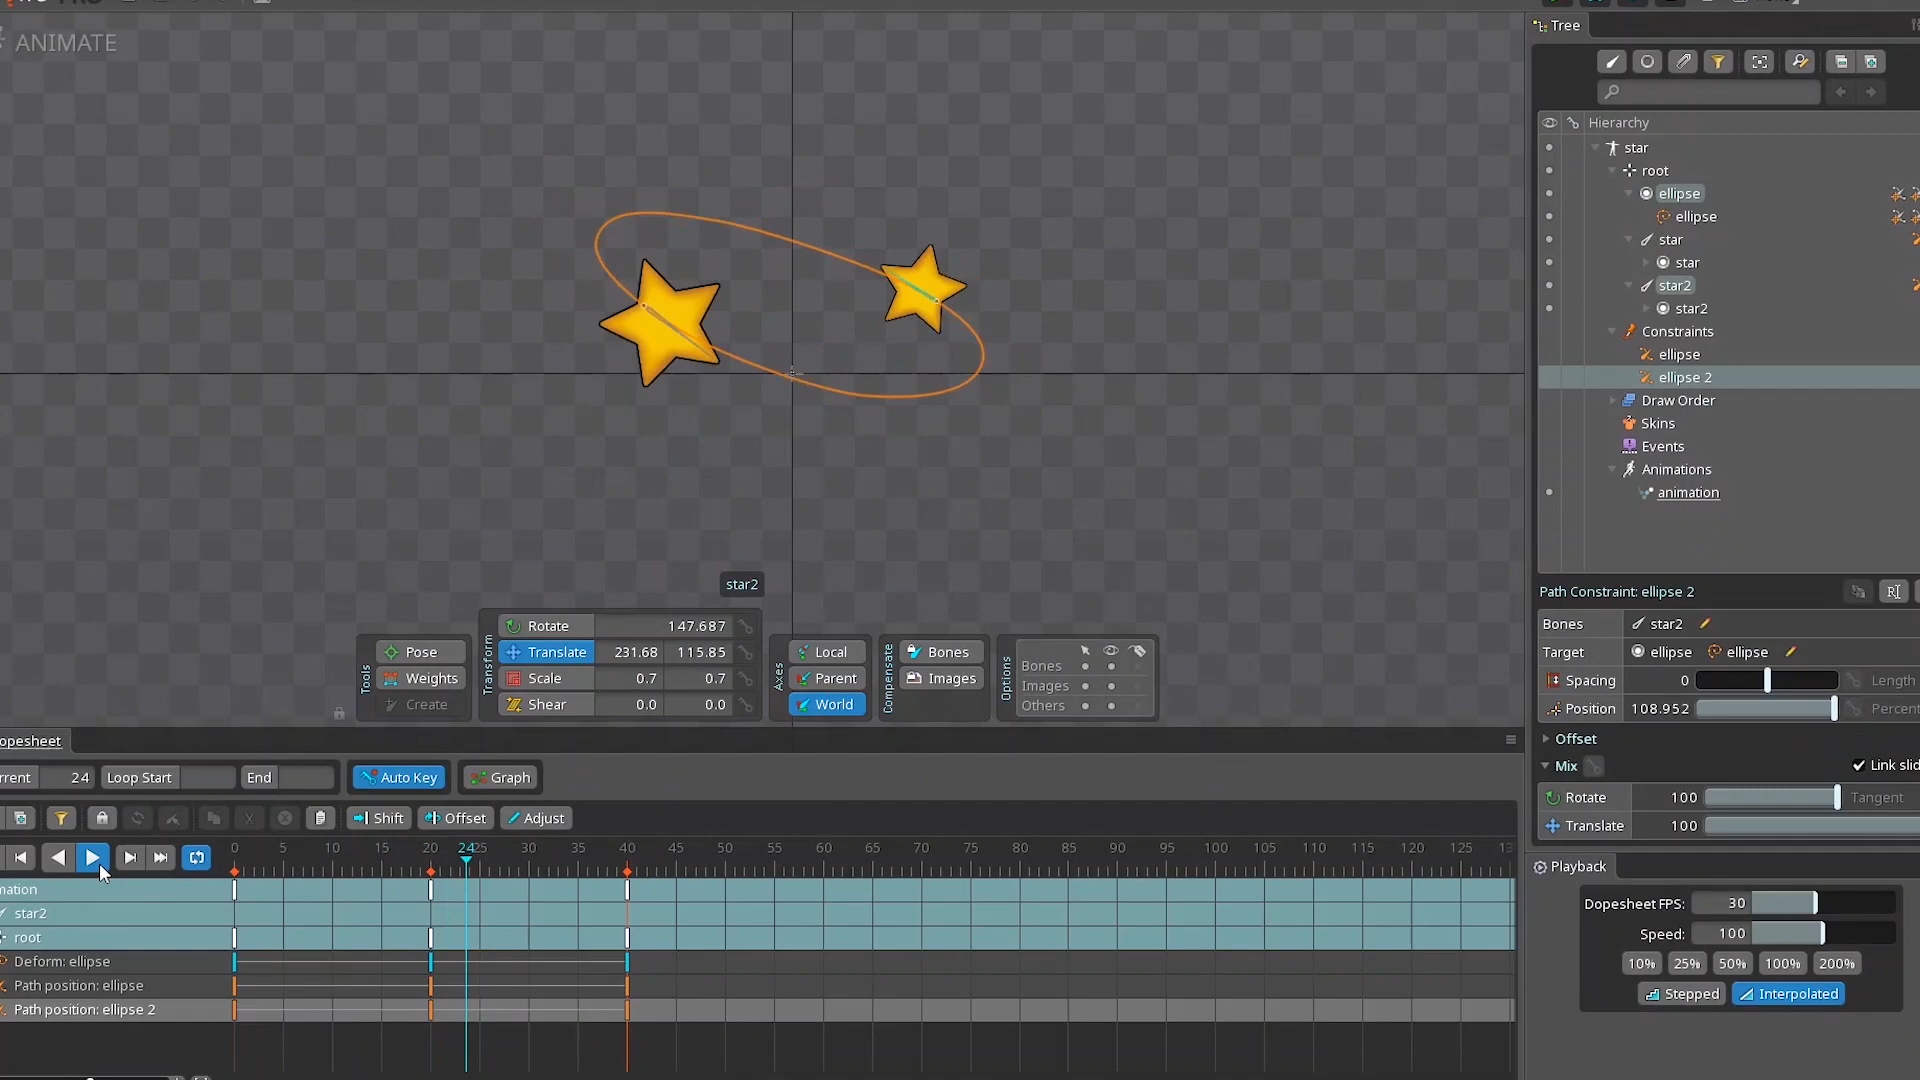 PRO
ANIMATE
Tree
Hierarchy
star
root
ellipse
ellipse
star
star
star2
star2
Constraints
ellipse
ellipse 2
Draw Order
Skins
Events
Animations
animation
star2
Tools
Pose
Weights
Create
Transform
Rotate 147.687
Translate 231.68 115.85
Scale 0.7 0.7
Shear 0.0 0.0
Axes
Local
Parent
World
Compensate
Bones
Images
Options
Bones
Images
Others
Path Constraint: ellipse 2
Bones star2
Target ellipse ellipse
Spacing 0 Length
Position 108.952 Percent
Offset
Mix Link slid
Rotate 100 Tangent
Translate 100
Playback
Dopesheet FPS: 30
Speed: 100
10% 25% 50% 100% 200%
Stepped Interpolated
opesheet
rrent 24 Loop Start End Auto Key Graph
Shift Offset Adjust
0 5 10 15 20 24 25 30 35 40 45 50 55 60 65 70 75 80 85 90 95 100 105 110 115 120 125 13
mation
star2
root
Deform: ellipse
Path position: ellipse
Path position: ellipse 2